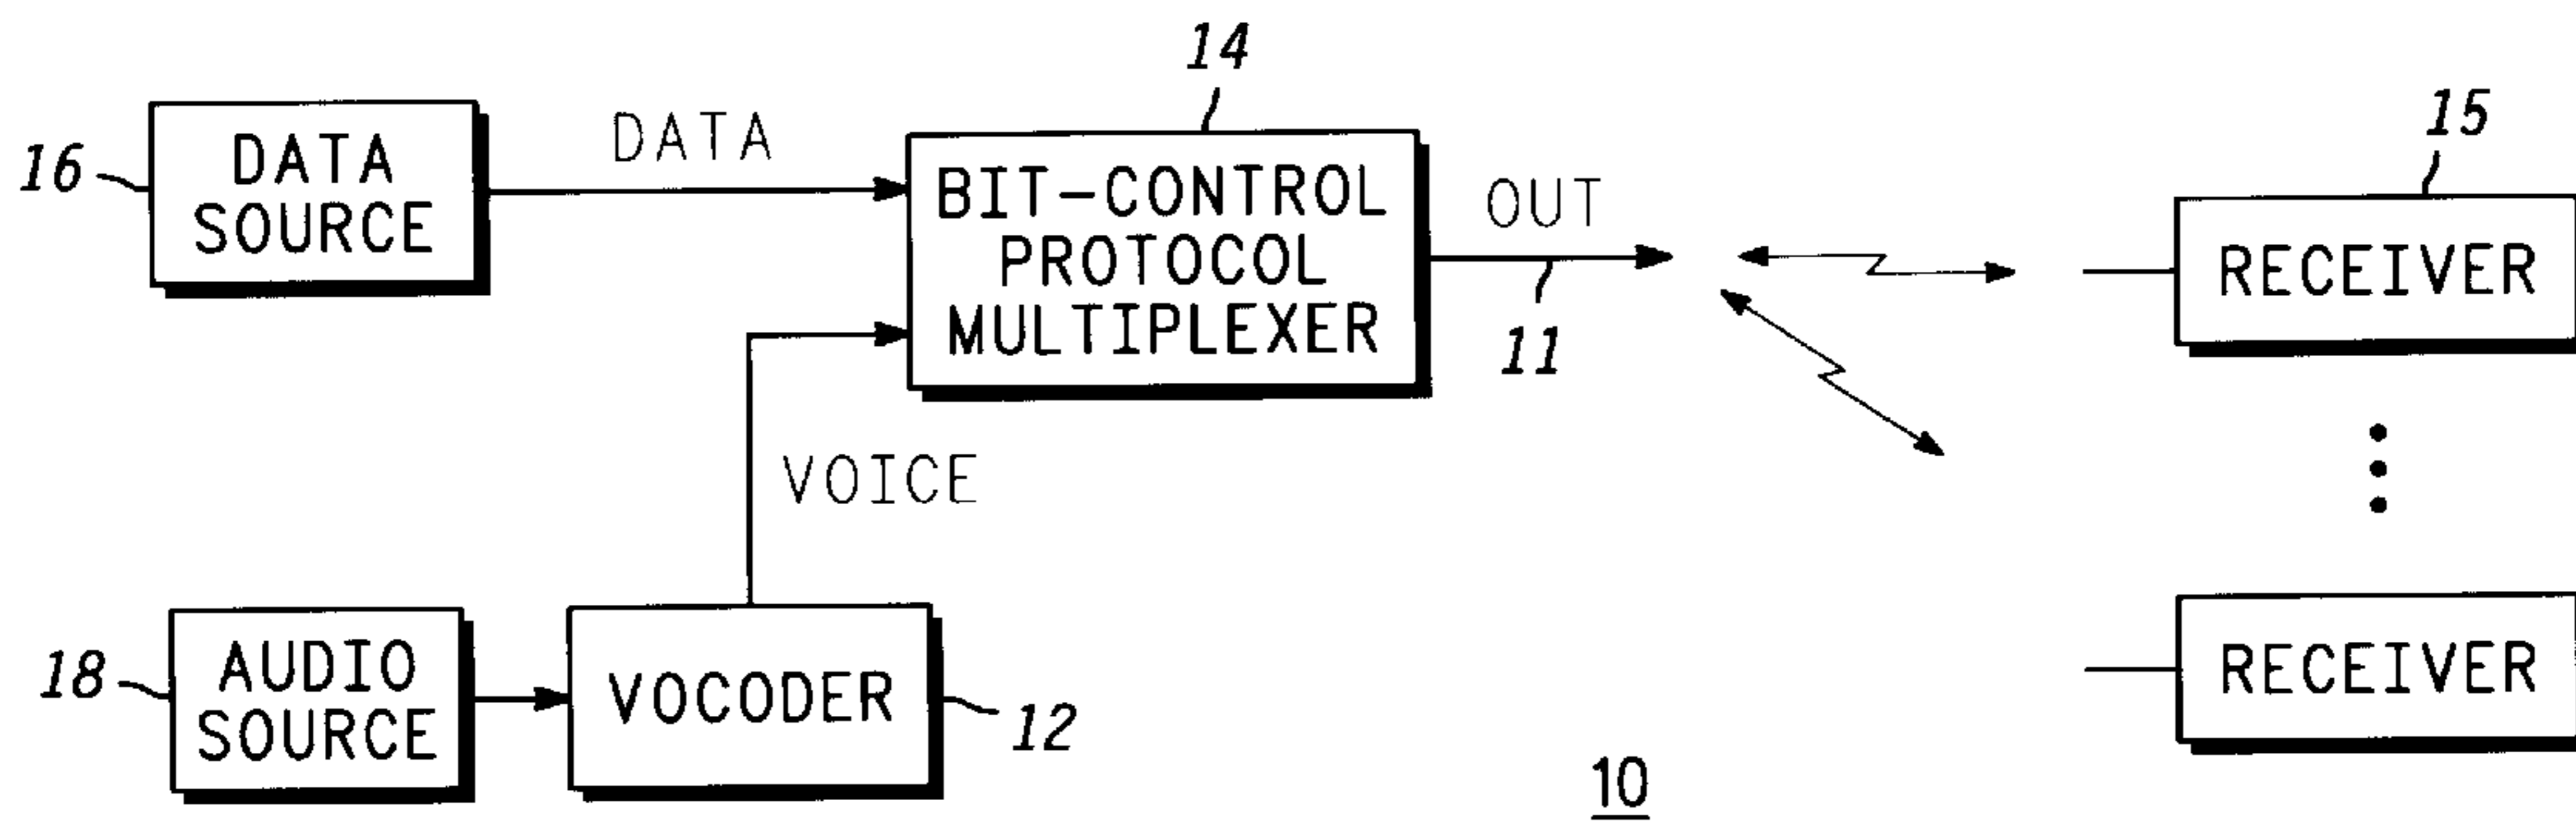 14
15
16
DATA
SOURCE
DATA
BIT-CONTROL
PROTOCOL
MULTIPLEXER
OUT
11
RECEIVER
VOICE
18
AUDIO
SOURCE
VOCODER
12
RECEIVER
10